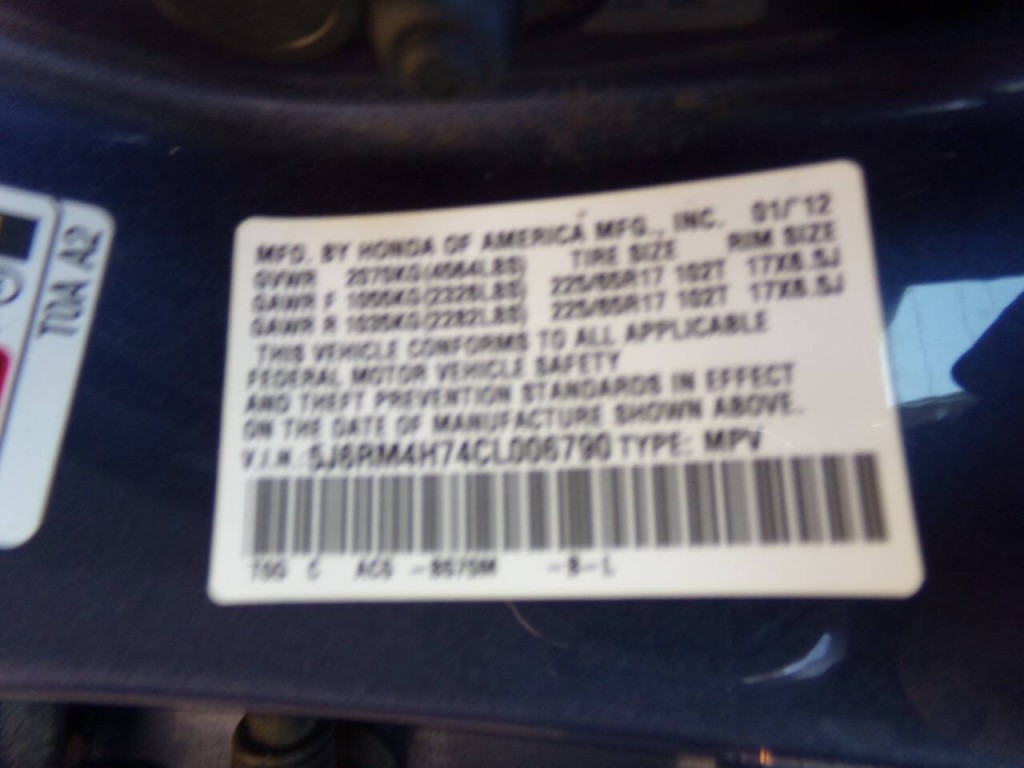 T0A A2
MFD. BY HONDA OF AMERICA MFG., INC. 01/'12
GVWR 2070KG(4564LBS) TIRE SIZE RIM SIZE
GAWR F 1055KG(2326LBS) 225/65R17 102T 17X6.5J
GAWR R 1035KG(2282LBS) 225/65R17 102T 17X6.5J
THIS VEHICLE CONFORMS TO ALL APPLICABLE
FEDERAL MOTOR VEHICLE SAFETY
AND THEFT PREVENTION STANDARDS IN EFFECT
ON THE DATE OF MANUFACTURE SHOWN ABOVE.
V.I.N.: 5J6RM4H74CL006790 TYPE: MPV
C -B-L